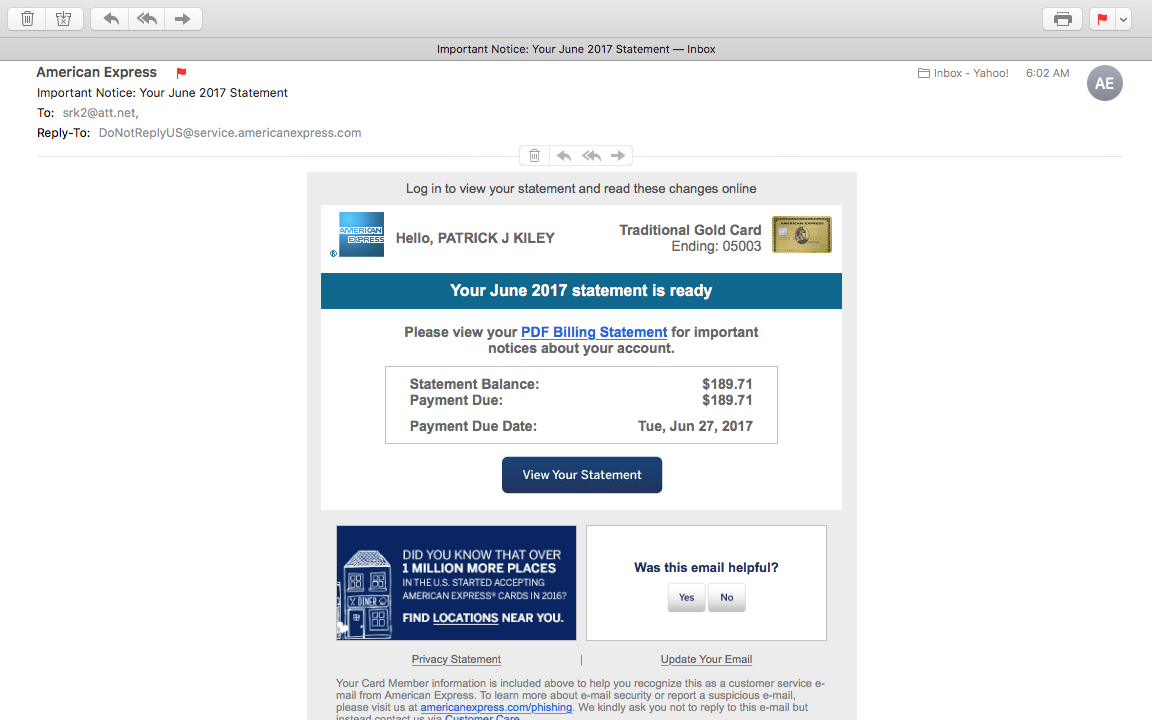 Important Notice: Your June 2017 Statement — Inbox
American Express
Inbox - Yahoo! 6:02 AM
AE
Important Notice: Your June 2017 Statement
To: srk2@att.net,
Reply-To: DoNotReplyUS@service.americanexpress.com
Log in to view your statement and read these changes online
AMERICAN
EXPRESS
®
Hello, PATRICK J KILEY
Traditional Gold Card
Ending: 05003
AMERICAN EXPRESS
Your June 2017 statement is ready
Please view your PDF Billing Statement for important
notices about your account.
Statement Balance: $189.71
Payment Due: $189.71
Payment Due Date: Tue, Jun 27, 2017
View Your Statement
DINER
DID YOU KNOW THAT OVER
1 MILLION MORE PLACES
IN THE U.S. STARTED ACCEPTING
AMERICAN EXPRESS® CARDS IN 2016?
FIND LOCATIONS NEAR YOU.
Was this email helpful?
Yes No
Privacy Statement | Update Your Email
Your Card Member information is included above to help you recognize this as a customer service e-
mail from American Express. To learn more about e-mail security or report a suspicious e-mail,
please visit us at americanexpress.com/phishing. We kindly ask you not to reply to this e-mail but
instead contact us via Customer Care.